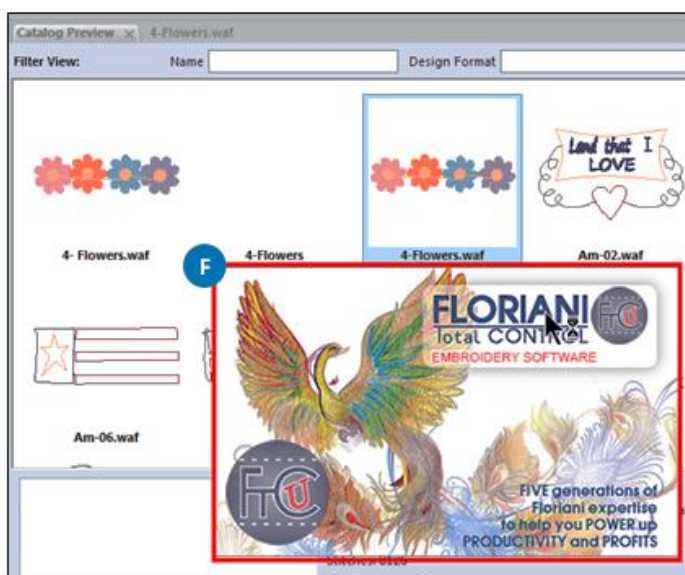 Catalog Preview x 4-Flowers.waf
Filter View: Name Design Format
Land that I
LOVE
4- Flowers.waf 4-Flowers 4-Flowers.waf Am-02.waf
F
FLORIANI
Total CONTROL
EMBROIDERY SOFTWARE
FTCU
Am-06.waf
FTCU
FIVE generations of
Floriani expertise
to help you POWER up
PRODUCTIVITY and PROFITS